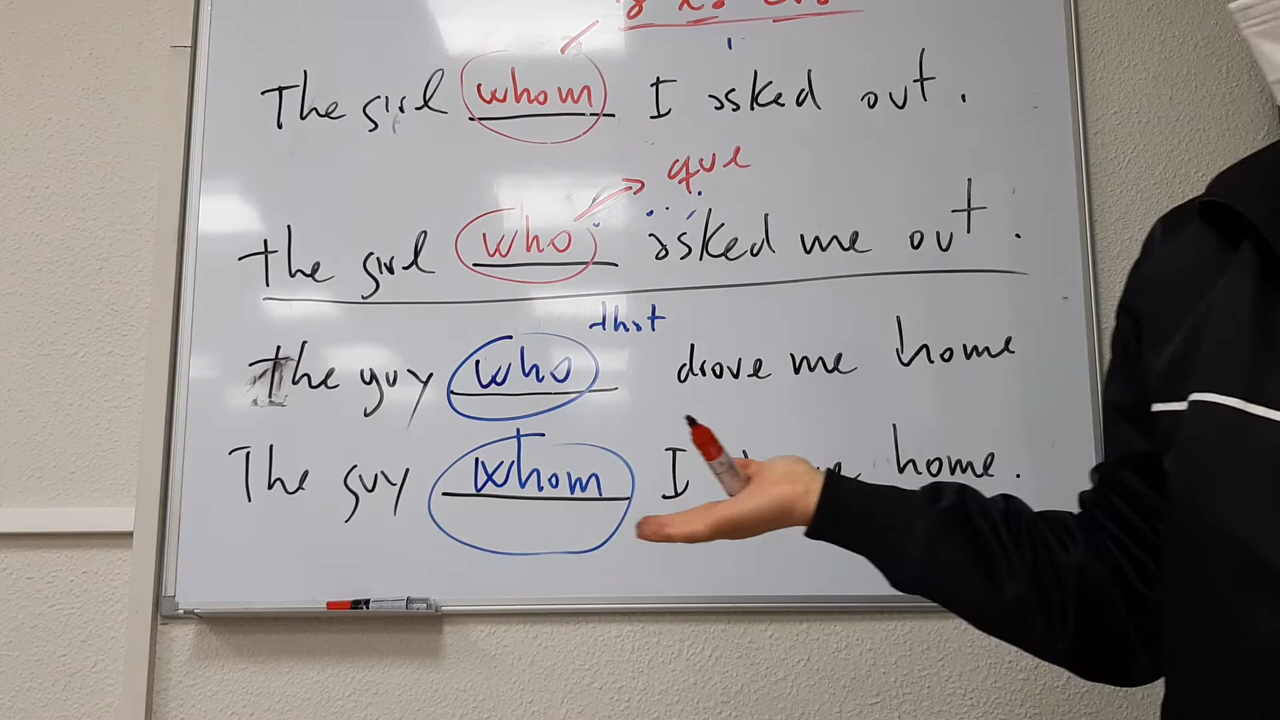 The girl whom I asked out.
que
the girl who asked me out.
that
the guy who drove me home
The guy whom I home.